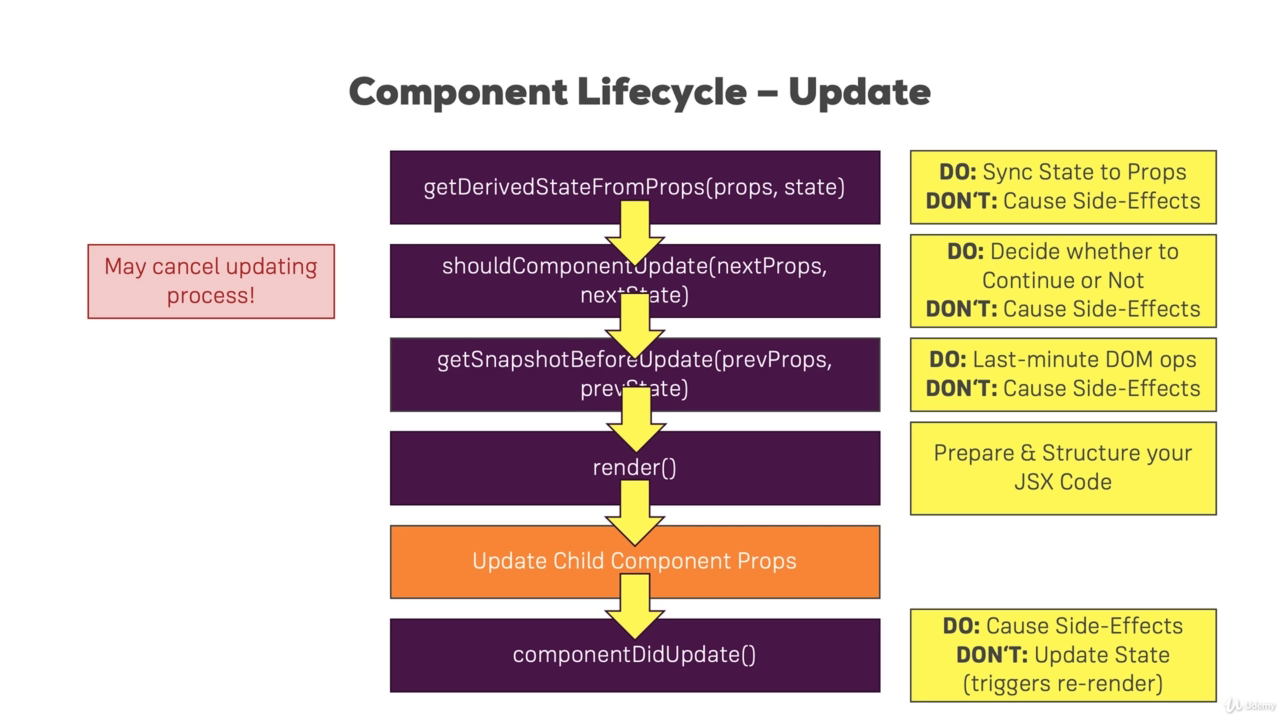 Component Lifecycle – Update
getDerivedStateFromProps(props, state)
DO: Sync State to Props
DON‘T: Cause Side-Effects
May cancel updating
process!
shouldComponentUpdate(nextProps,
nextState)
DO: Decide whether to
Continue or Not
DON‘T: Cause Side-Effects
getSnapshotBeforeUpdate(prevProps,
prevState)
DO: Last-minute DOM ops
DON‘T: Cause Side-Effects
render()
Prepare & Structure your
JSX Code
Update Child Component Props
componentDidUpdate()
DO: Cause Side-Effects
DON‘T: Update State
(triggers re-render)
Udemy